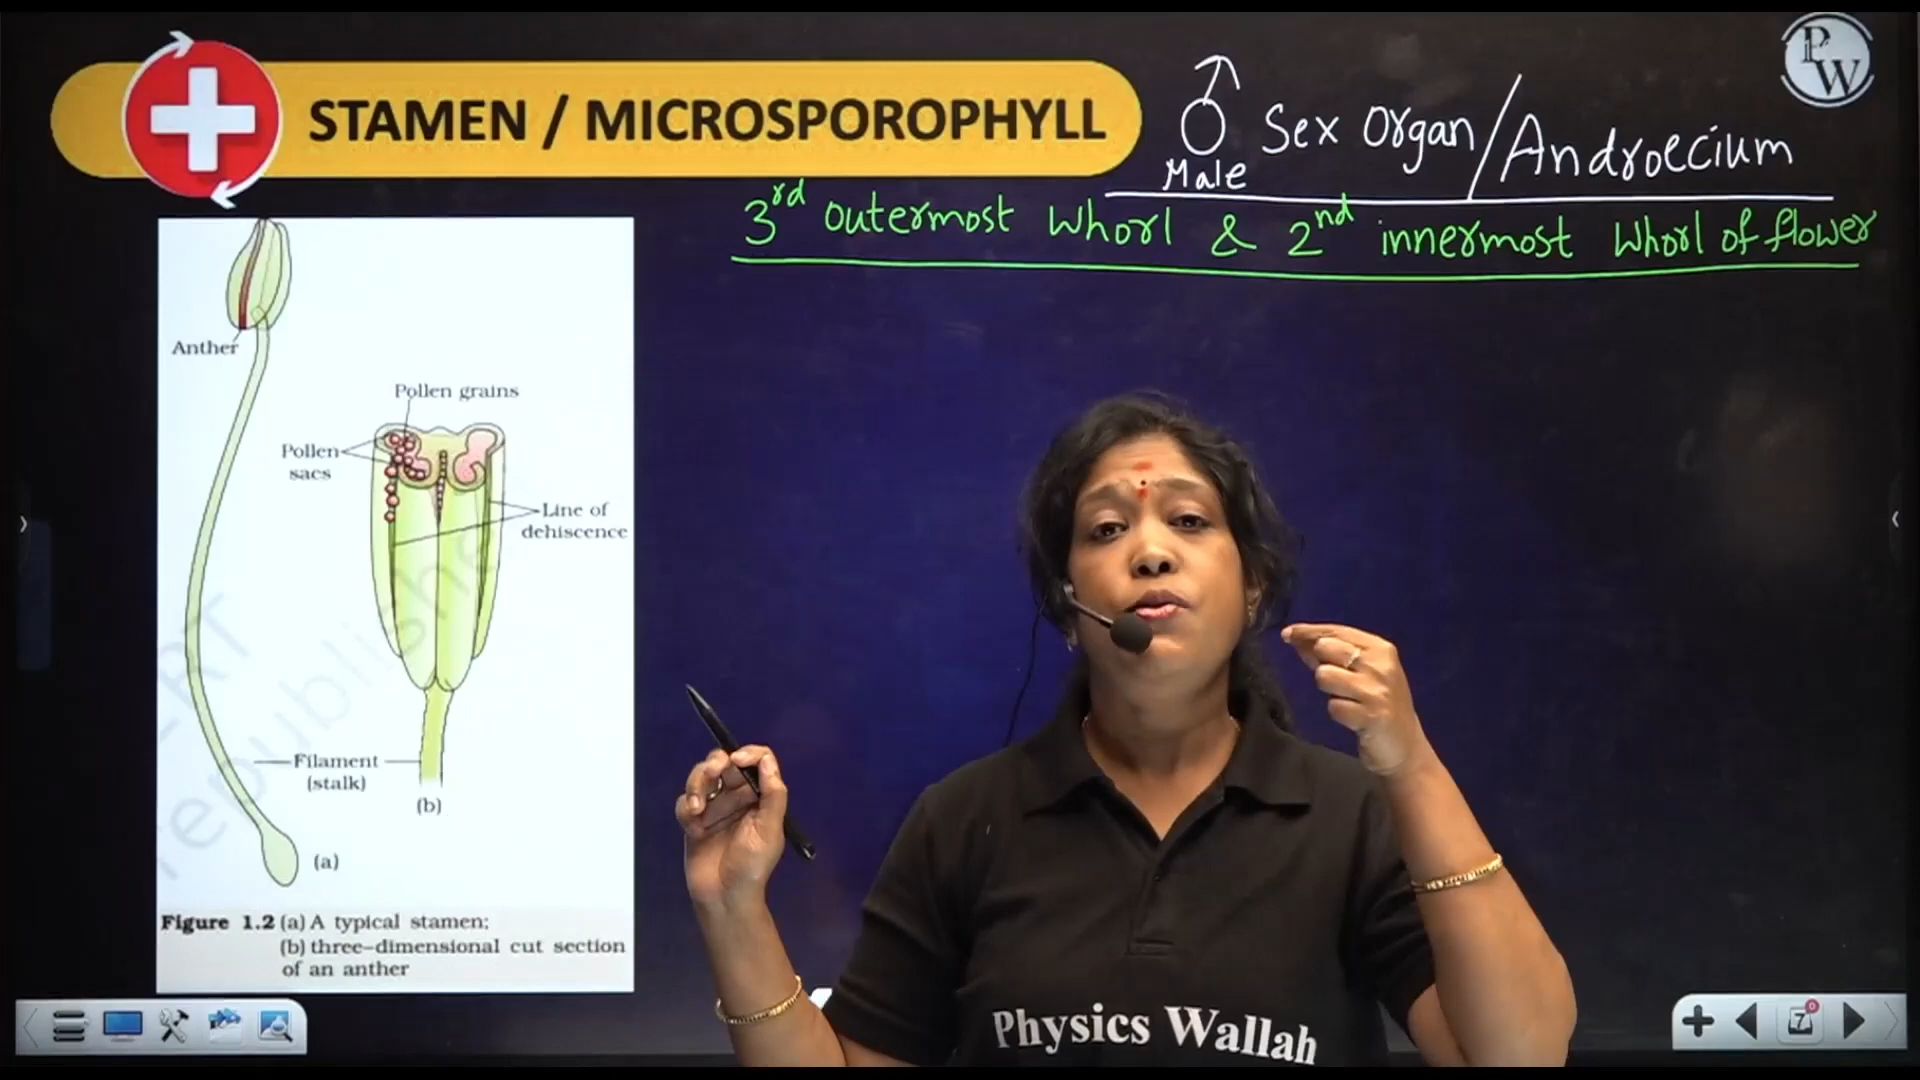 STAMEN / MICROSPOROPHYLL
PW
♂ Sex Organ / Androecium
Male
3rd outermost whorl & 2nd innermost whorl of flower
Anther
Pollen grains
Pollen
sacs
Line of
dehiscence
Filament
(stalk)
(b)
(a)
Figure 1.2 (a) A typical stamen;
(b) three-dimensional cut section
of an anther
republishe
Physics Wallah
7